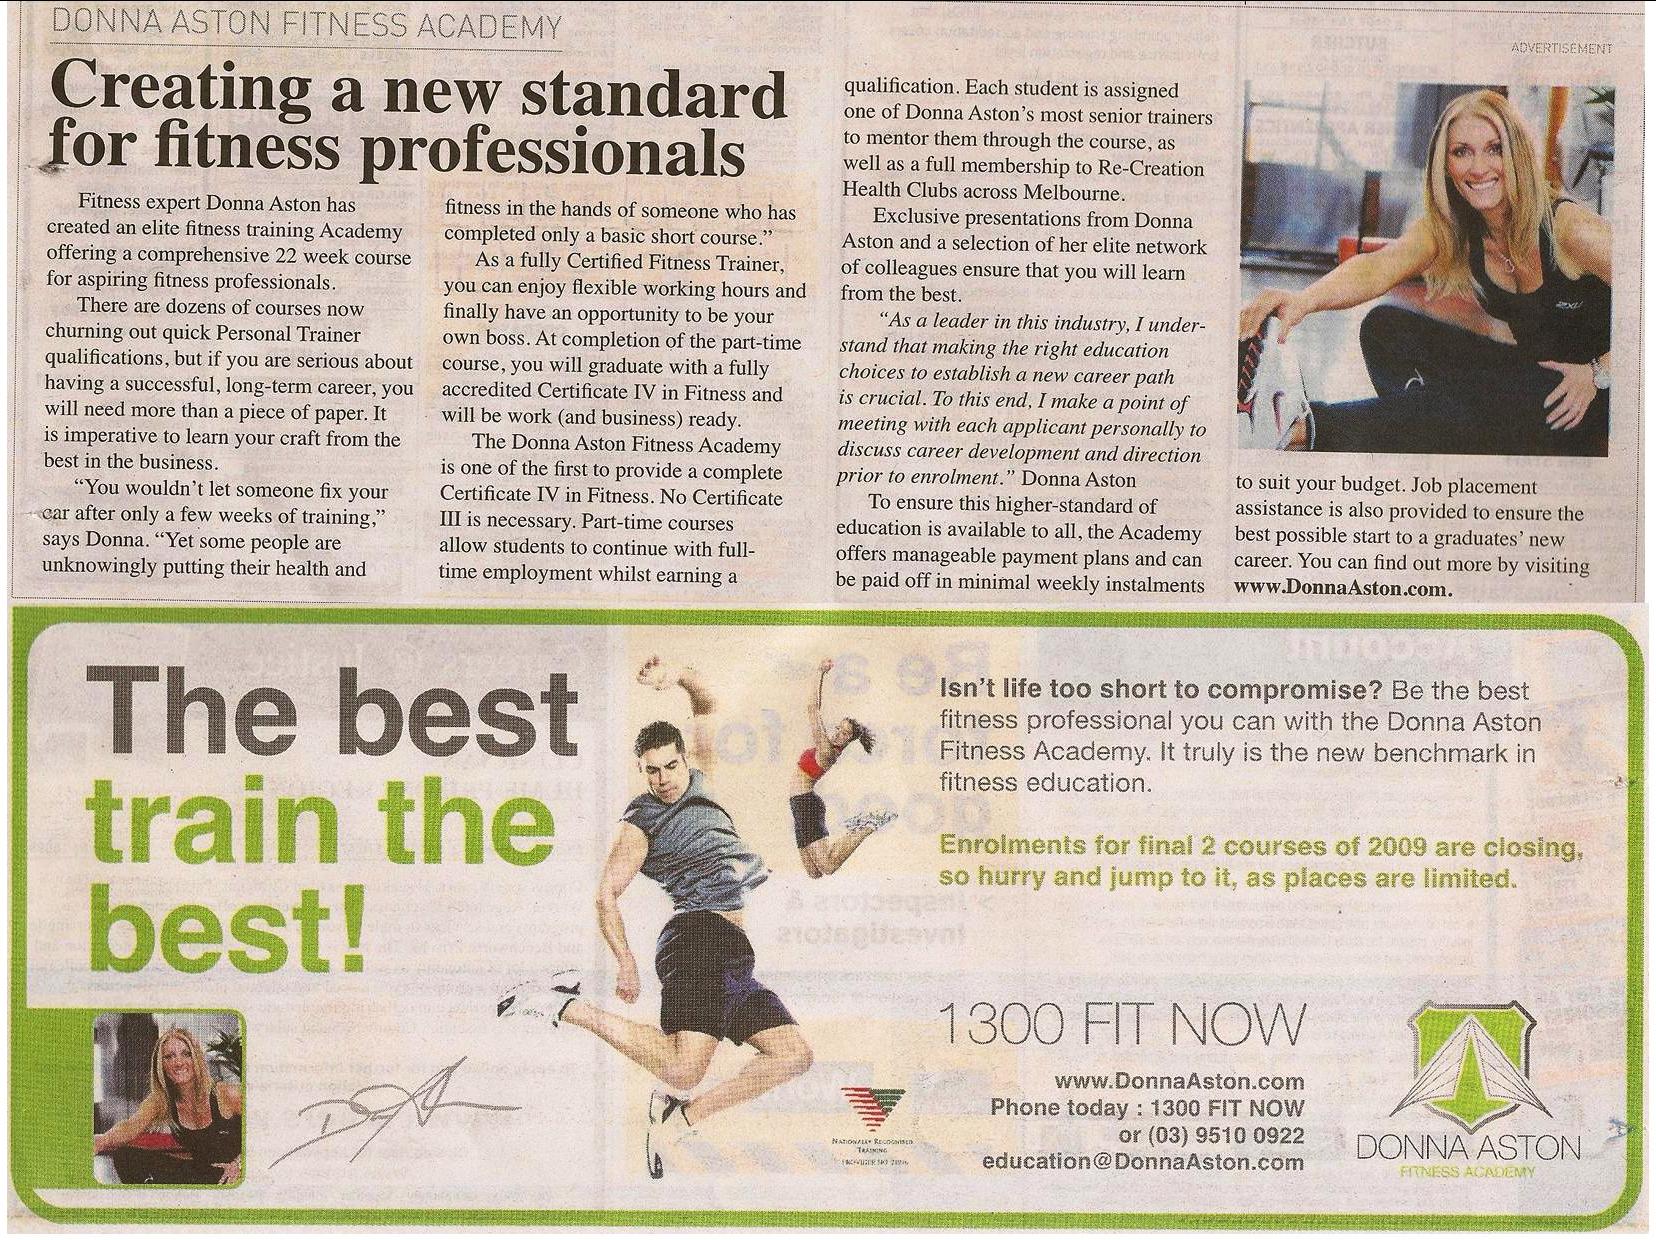 DONNA ASTON FITNESS ACADEMY
ADVERTISEMENT
Creating a new standard
for fitness professionals
Fitness expert Donna Aston has
created an elite fitness training Academy
offering a comprehensive 22 week course
for aspiring fitness professionals.
There are dozens of courses now
churning out quick Personal Trainer
qualifications, but if you are serious about
having a successful, long-term career, you
will need more than a piece of paper. It
is imperative to learn your craft from the
best in the business.
“You wouldn’t let someone fix your
car after only a few weeks of training,”
says Donna. “Yet some people are
unknowingly putting their health and
fitness in the hands of someone who has
completed only a basic short course.”
As a fully Certified Fitness Trainer,
you can enjoy flexible working hours and
finally have an opportunity to be your
own boss. At completion of the part-time
course, you will graduate with a fully
accredited Certificate IV in Fitness and
will be work (and business) ready.
The Donna Aston Fitness Academy
is one of the first to provide a complete
Certificate IV in Fitness. No Certificate
III is necessary. Part-time courses
allow students to continue with full-
time employment whilst earning a
qualification. Each student is assigned
one of Donna Aston’s most senior trainers
to mentor them through the course, as
well as a full membership to Re-Creation
Health Clubs across Melbourne.
Exclusive presentations from Donna
Aston and a selection of her elite network
of colleagues ensure that you will learn
from the best.
“As a leader in this industry, I under-
stand that making the right education
choices to establish a new career path
is crucial. To this end, I make a point of
meeting with each applicant personally to
discuss career development and direction
prior to enrolment.” Donna Aston
To ensure this higher-standard of
education is available to all, the Academy
offers manageable payment plans and can
be paid off in minimal weekly instalments
2XU
to suit your budget. Job placement
assistance is also provided to ensure the
best possible start to a graduates’ new
career. You can find out more by visiting
www.DonnaAston.com.
The best
train the
best!
Isn’t life too short to compromise? Be the best
fitness professional you can with the Donna Aston
Fitness Academy. It truly is the new benchmark in
fitness education.
Enrolments for final 2 courses of 2009 are closing,
so hurry and jump to it, as places are limited.
1300 FIT NOW
www.DonnaAston.com
Phone today : 1300 FIT NOW
or (03) 9510 0922
education@DonnaAston.com
NATIONALLY RECOGNISED
TRAINING
DONNA ASTON
FITNESS ACADEMY